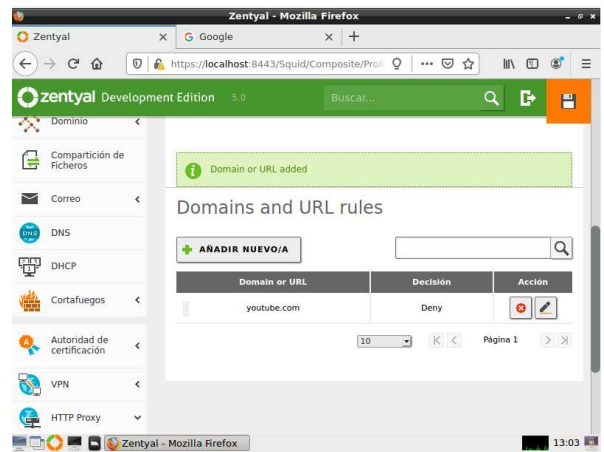 Zentyal - Mozilla Firefox
Zentyal
Google
https://localhost:8443/Squid/Composite/Prof
zentyal Development Edition 5.0
Buscar...
Dominio
Compartición de
Ficheros
Correo
DNS
DHCP
Cortafuegos
Autoridad de
certificación
VPN
HTTP Proxy
Domain or URL added
Domains and URL rules
AÑADIR NUEVO/A
Domain or URL Decisión Acción
youtube.com Deny
10 Página 1
Zentyal - Mozilla Firefox
13:03